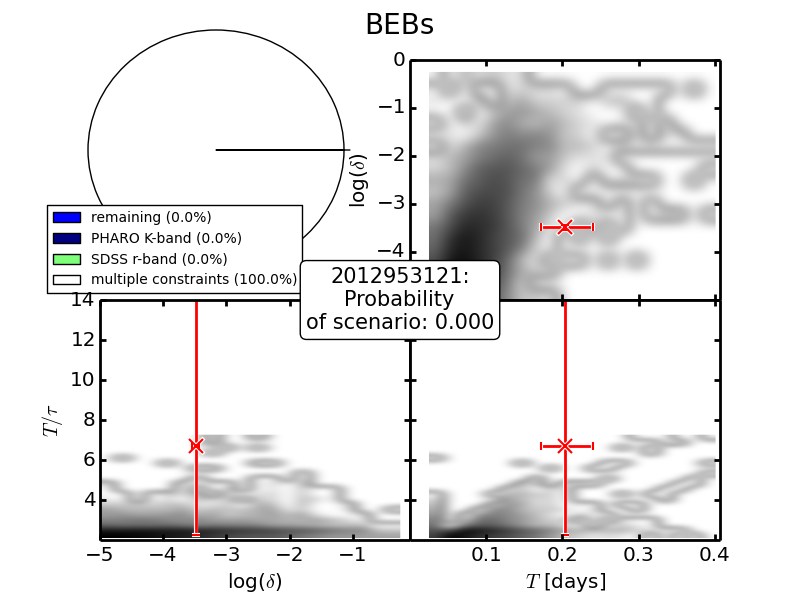 BEBs
remaining (0.0%)
PHARO K-band (0.0%)
SDSS r-band (0.0%)
multiple constraints (100.0%)
0
−1
−2
−3
−4
log(δ)
2012953121:
Probability
of scenario: 0.000
14
12
10
8
6
4
T/τ
−5 −4 −3 −2 −1
log(δ)
0.1 0.2 0.3 0.4
T [days]